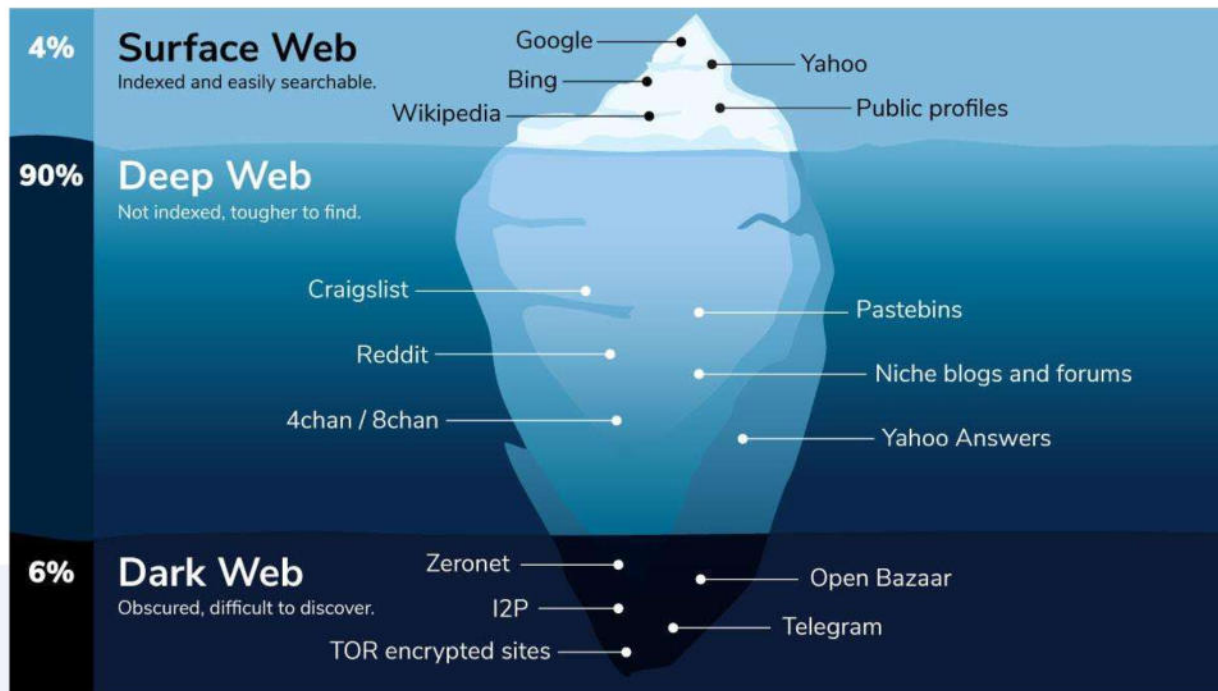 4%
Surface Web
Indexed and easily searchable.
Google
Yahoo
Bing
Wikipedia
Public profiles
90%
Deep Web
Not indexed, tougher to find.
Craigslist
Pastebins
Reddit
Niche blogs and forums
4chan / 8chan
Yahoo Answers
6%
Dark Web
Obscured, difficult to discover.
Zeronet
Open Bazaar
I2P
Telegram
TOR encrypted sites